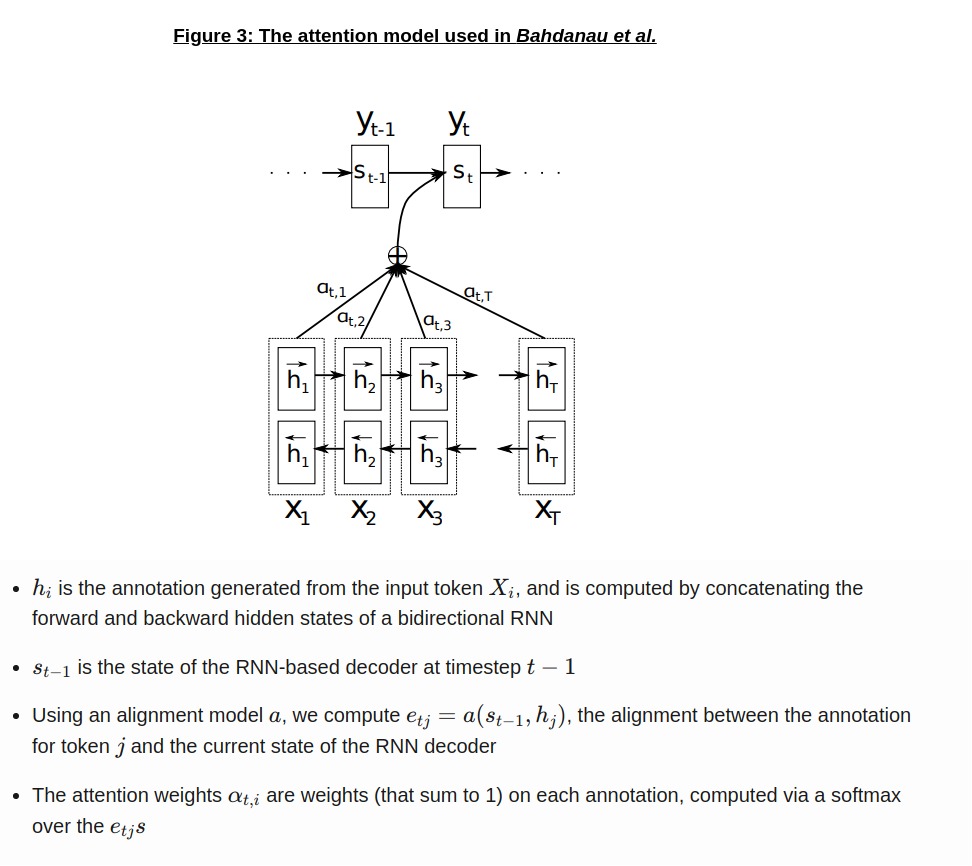 Figure 3: The attention model used in Bahdanau et al.
y_{t-1} y_t
. . . s_{t-1} s_t . . .
a_{t,1} a_{t,T}
a_{t,2} a_{t,3}
\overrightarrow{h}_1 \overrightarrow{h}_2 \overrightarrow{h}_3 \overrightarrow{h}_T
\overleftarrow{h}_1 \overleftarrow{h}_2 \overleftarrow{h}_3 \overleftarrow{h}_T
x_1 x_2 x_3 x_T
• h_i is the annotation generated from the input token X_i, and is computed by concatenating the
forward and backward hidden states of a bidirectional RNN
• s_{t−1} is the state of the RNN-based decoder at timestep t − 1
• Using an alignment model a, we compute e_{tj} = a(s_{t−1}, h_j), the alignment between the annotation
for token j and the current state of the RNN decoder
• The attention weights α_{t,i} are weights (that sum to 1) on each annotation, computed via a softmax
over the e_{tj}s